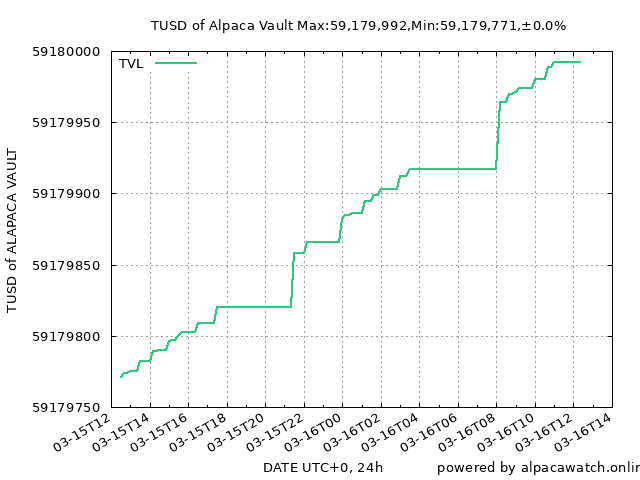 TUSD of Alpaca Vault Max:59,179,992,Min:59,179,771,±0.0%
TVL
TUSD of ALAPACA VAULT
59180000
59179950
59179900
59179850
59179800
59179750
03-15T12
03-15T14
03-15T16
03-15T18
03-15T20
03-15T22
03-16T00
03-16T02
03-16T04
03-16T06
03-16T08
03-16T10
03-16T12
03-16T14
DATE UTC+0, 24h
powered by alpacawatch.onlin